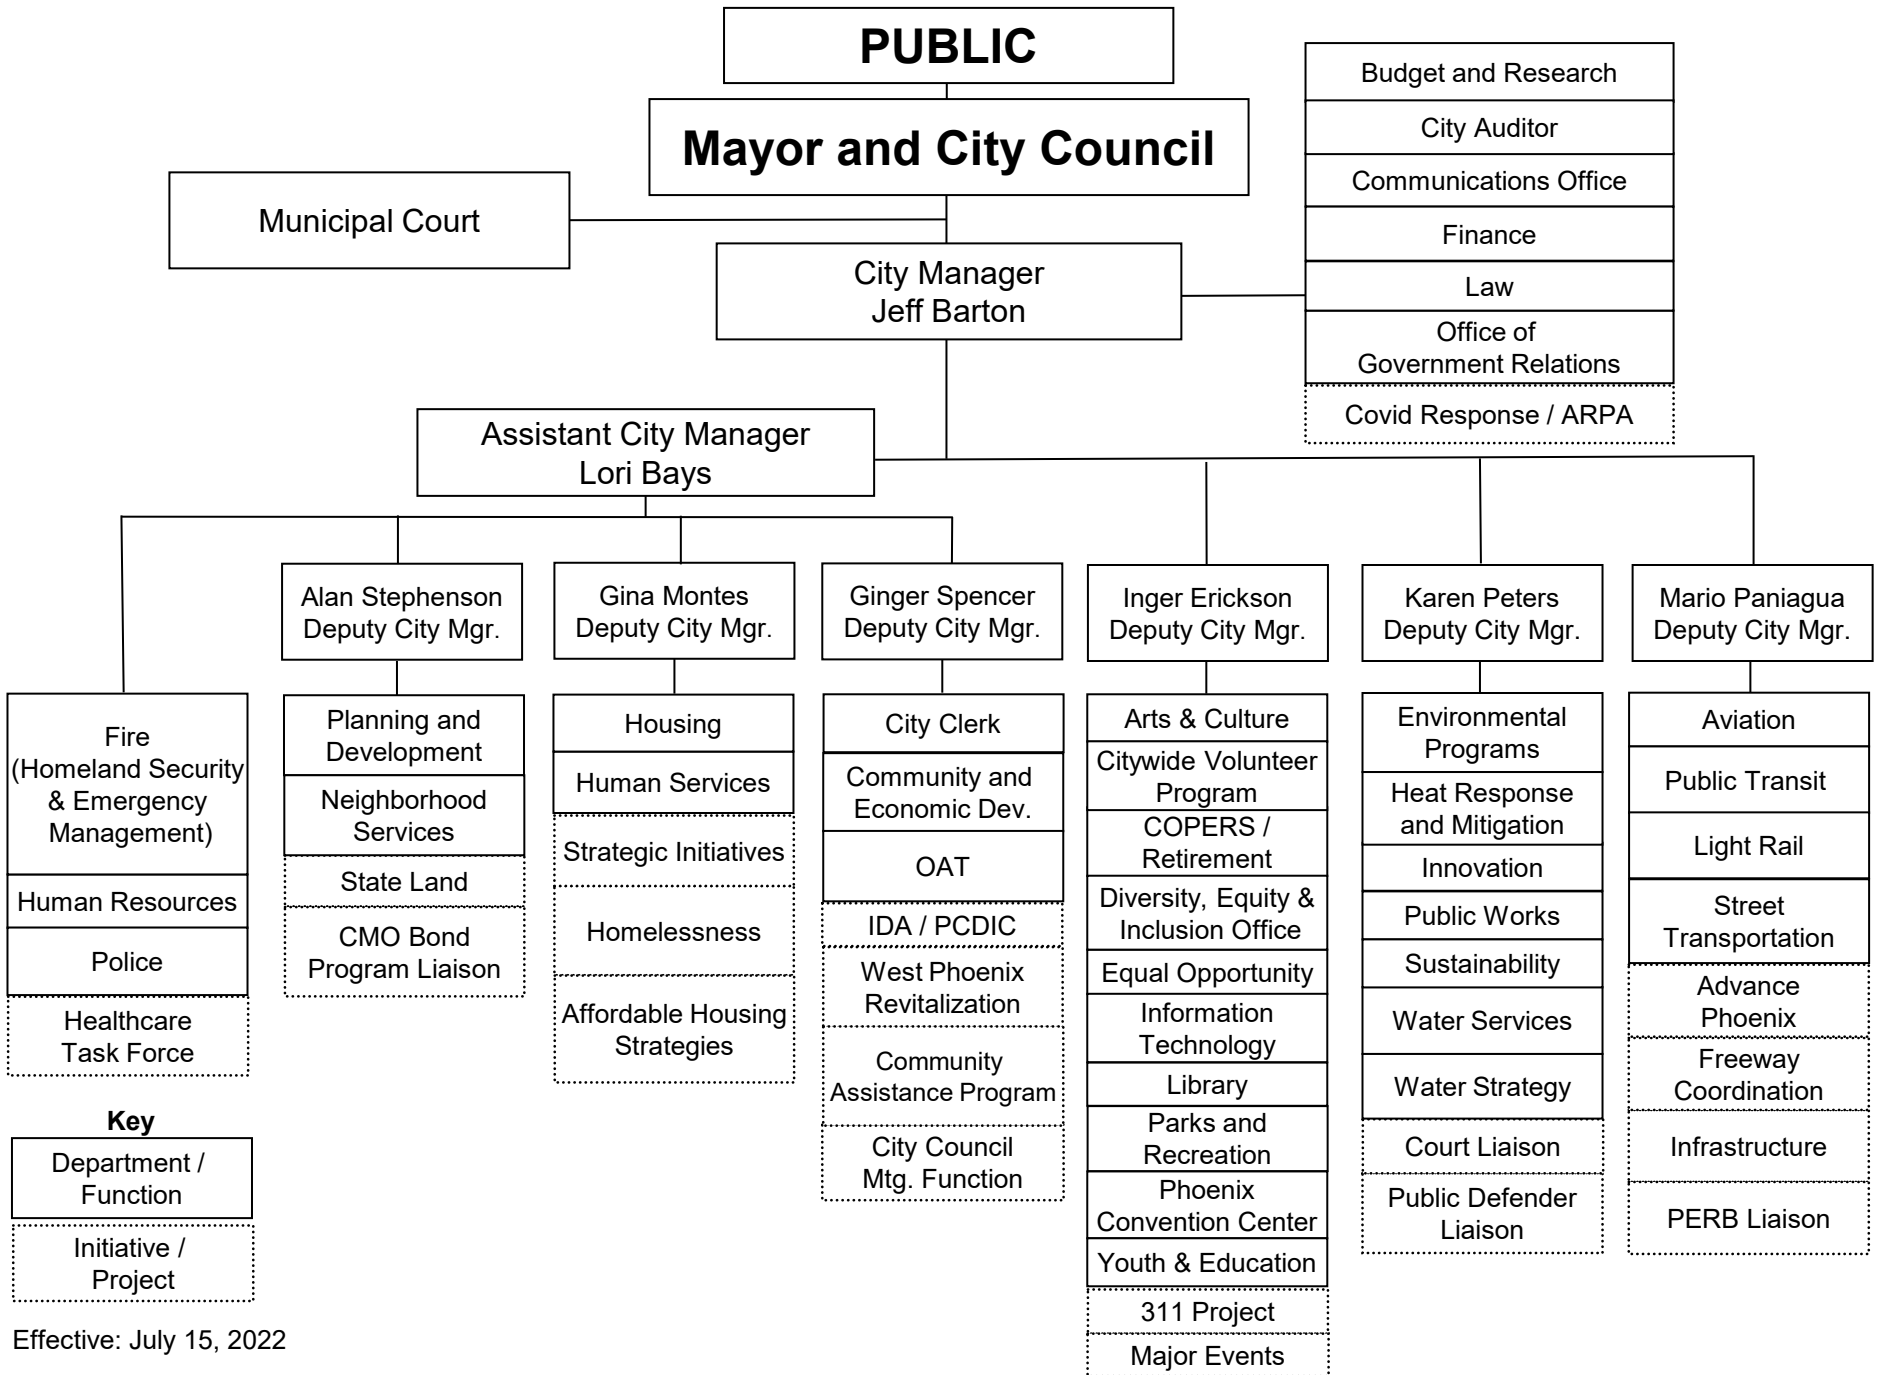 PUBLIC
Mayor and City Council
Municipal Court
City Manager
Jeff Barton
Budget and Research
City Auditor
Communications Office
Finance
Law
Office of
Government Relations
Covid Response / ARPA
Assistant City Manager
Lori Bays
Fire
(Homeland Security
& Emergency
Management)
Human Resources
Police
Healthcare
Task Force
Alan Stephenson
Deputy City Mgr.
Planning and
Development
Neighborhood
Services
State Land
CMO Bond
Program Liaison
Gina Montes
Deputy City Mgr.
Housing
Human Services
Strategic Initiatives
Homelessness
Affordable Housing
Strategies
Ginger Spencer
Deputy City Mgr.
City Clerk
Community and
Economic Dev.
OAT
IDA / PCDIC
West Phoenix
Revitalization
Community
Assistance Program
City Council
Mtg. Function
Inger Erickson
Deputy City Mgr.
Arts & Culture
Citywide Volunteer
Program
COPERS /
Retirement
Diversity, Equity &
Inclusion Office
Equal Opportunity
Information
Technology
Library
Parks and
Recreation
Phoenix
Convention Center
Youth & Education
311 Project
Major Events
Karen Peters
Deputy City Mgr.
Environmental
Programs
Heat Response
and Mitigation
Innovation
Public Works
Sustainability
Water Services
Water Strategy
Court Liaison
Public Defender
Liaison
Mario Paniagua
Deputy City Mgr.
Aviation
Public Transit
Light Rail
Street
Transportation
Advance
Phoenix
Freeway
Coordination
Infrastructure
PERB Liaison
Key
Department /
Function
Initiative /
Project
Effective: July 15, 2022